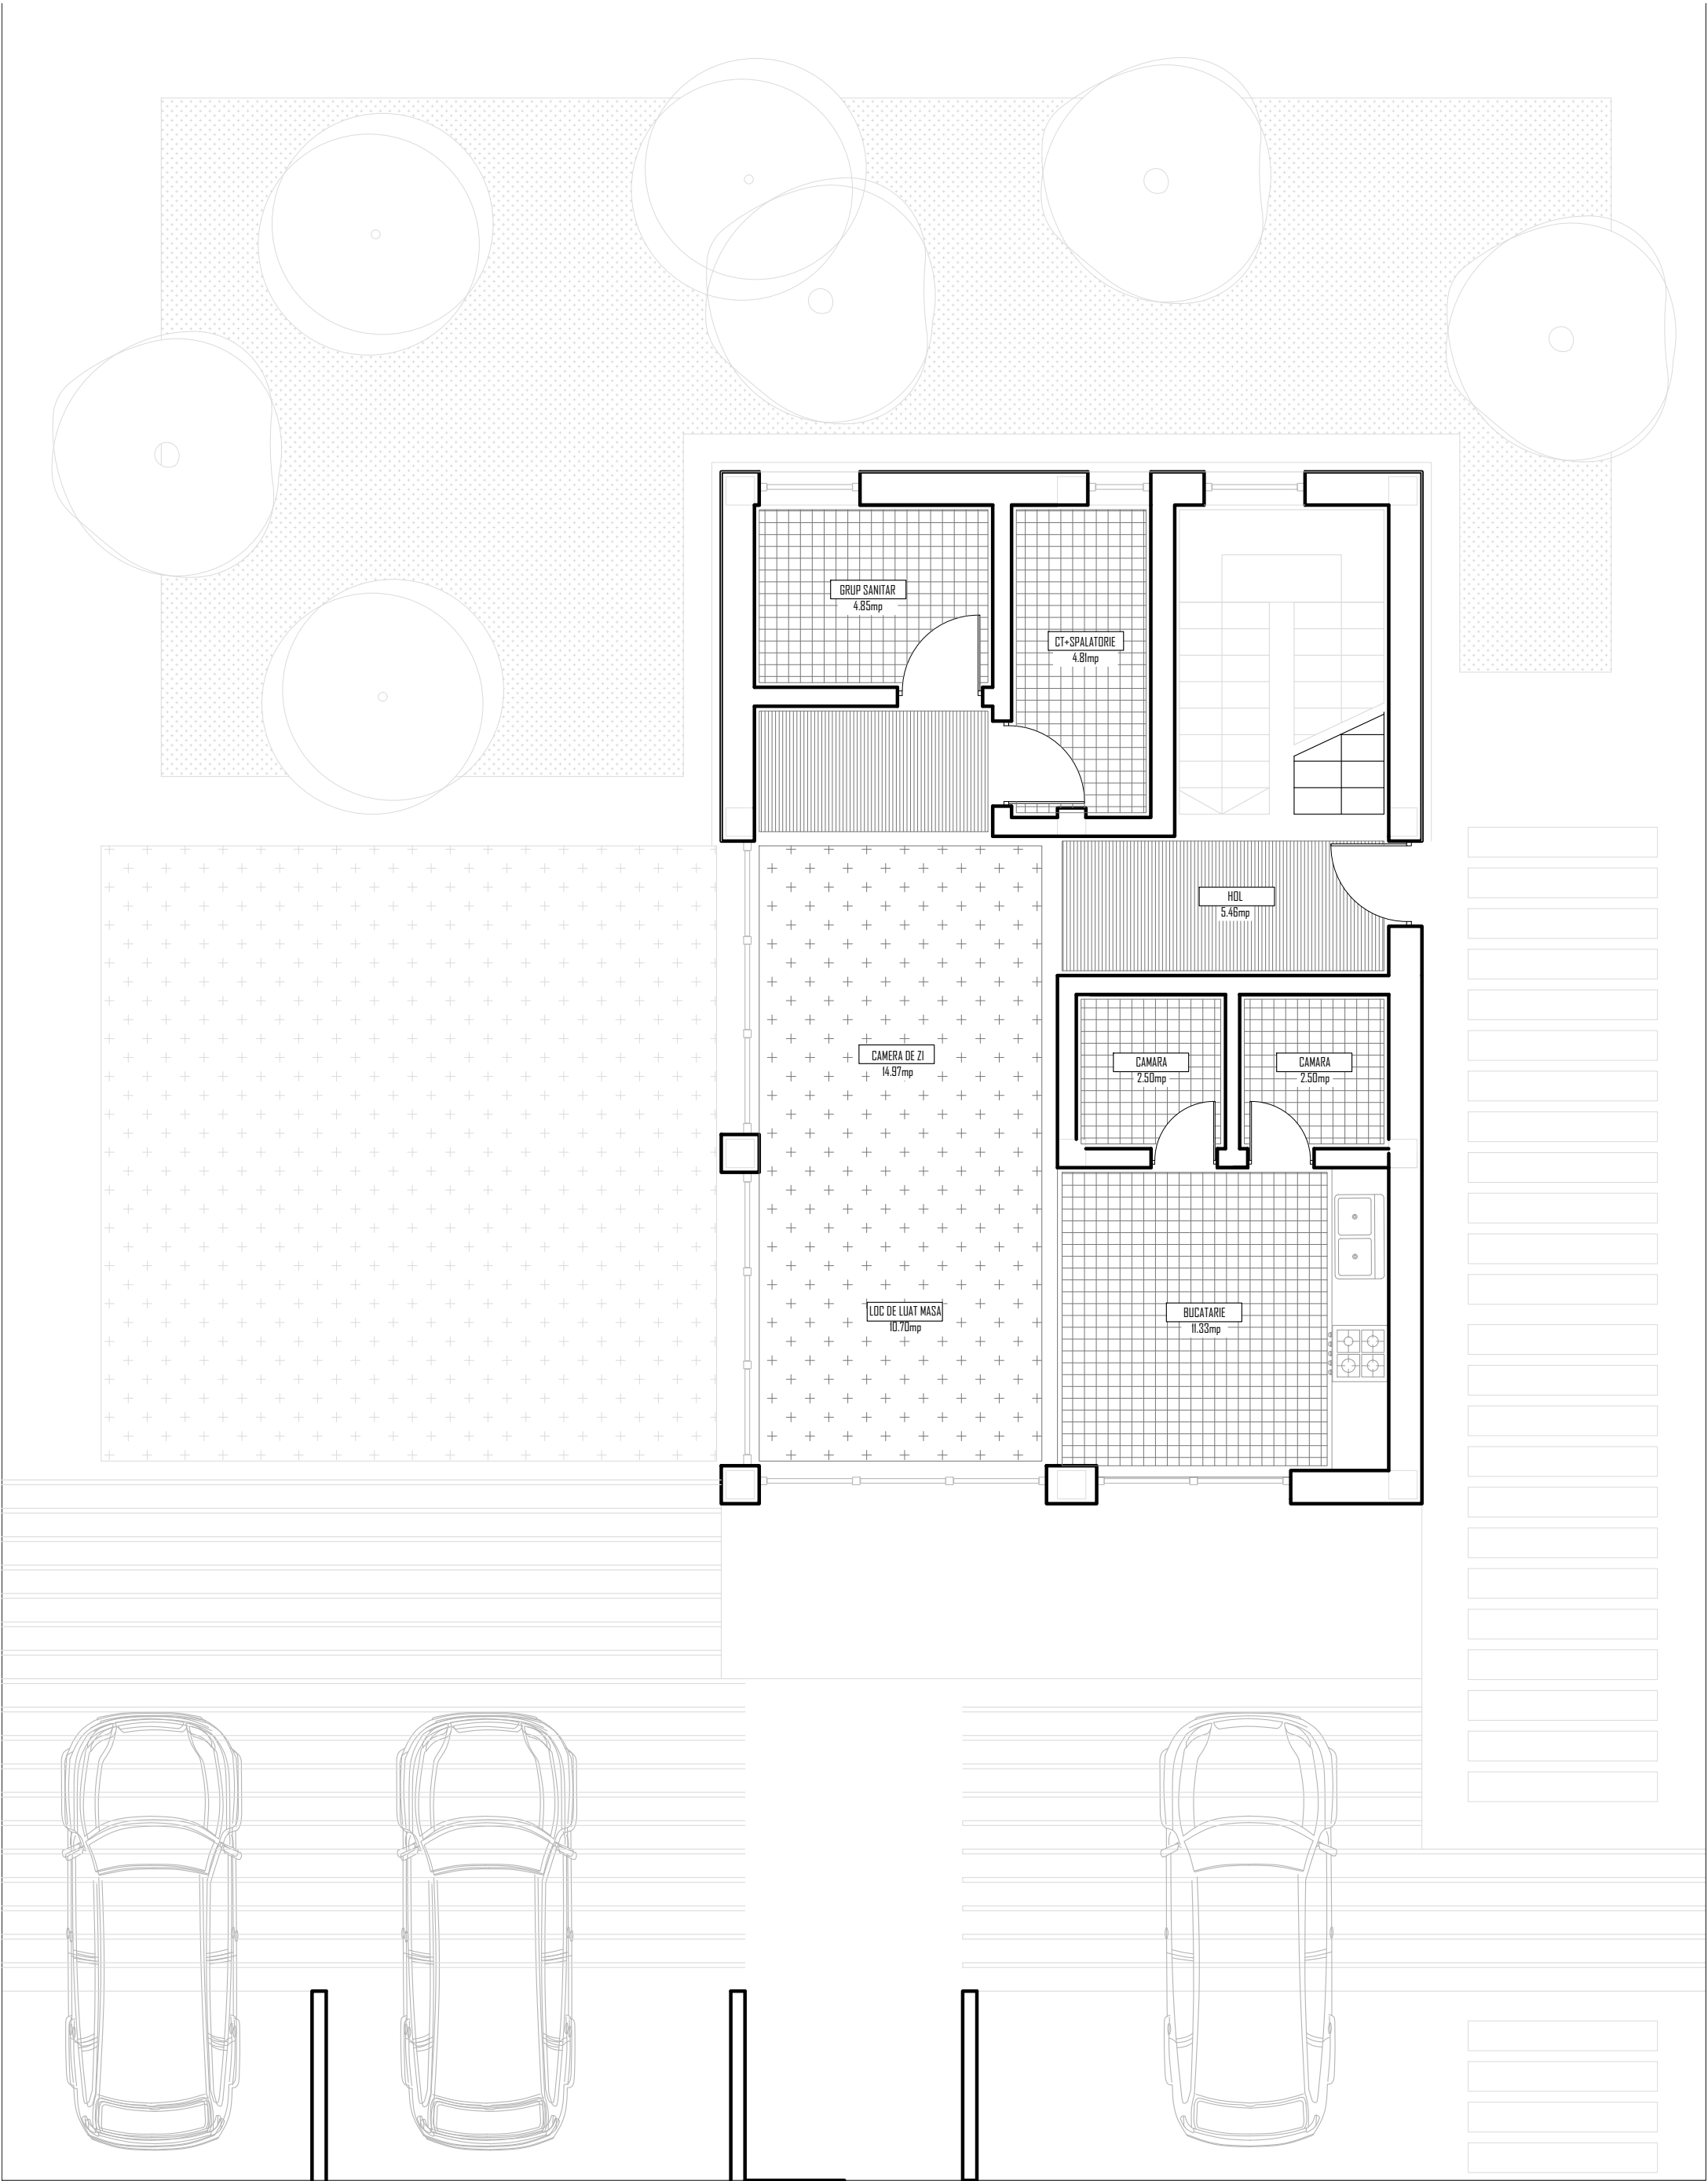 GRUP SANITAR
4.85mp
CT+SPALATORIE
4.81mp
HOL
5.46mp
CAMERA DE ZI
14.97mp
CAMARA
2.50mp
CAMARA
2.50mp
LOC DE LUAT MASA
10.70mp
BUCATARIE
11.33mp